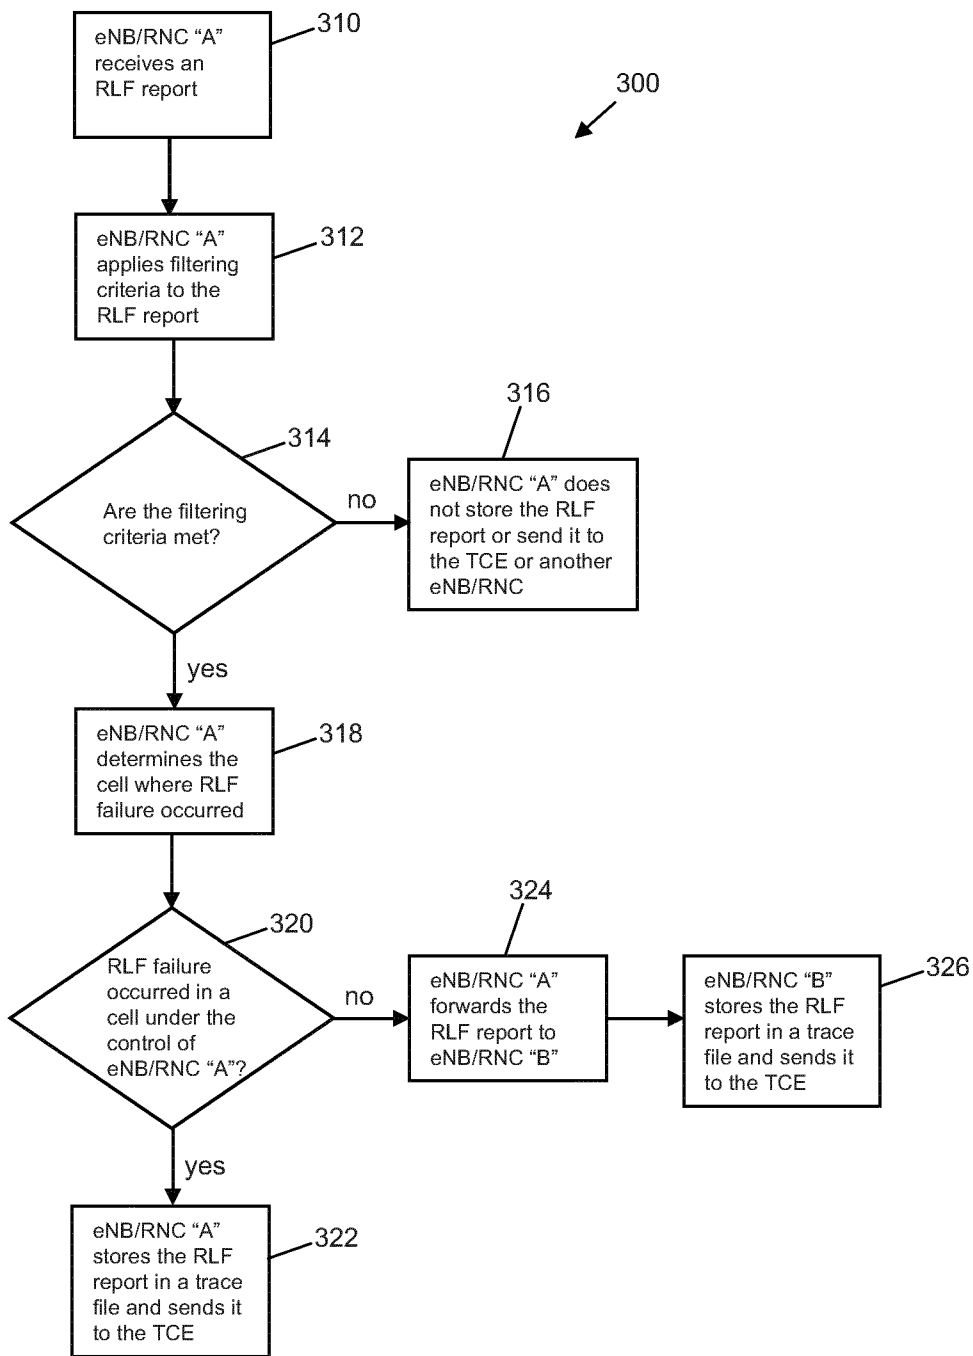 eNB/RNC “A”
receives an
RLF report
310
300
eNB/RNC “A”
applies filtering
criteria to the
RLF report
312
Are the filtering
criteria met?
314
no
316
eNB/RNC “A” does
not store the RLF
report or send it to
the TCE or another
eNB/RNC
yes
eNB/RNC “A”
determines the
cell where RLF
failure occurred
318
RLF failure
occurred in a
cell under the
control of
eNB/RNC “A”?
320
no
324
eNB/RNC “A”
forwards the
RLF report to
eNB/RNC “B”
eNB/RNC “B”
stores the RLF
report in a trace
file and sends it
to the TCE
326
yes
eNB/RNC “A”
stores the RLF
report in a trace
file and sends it
to the TCE
322